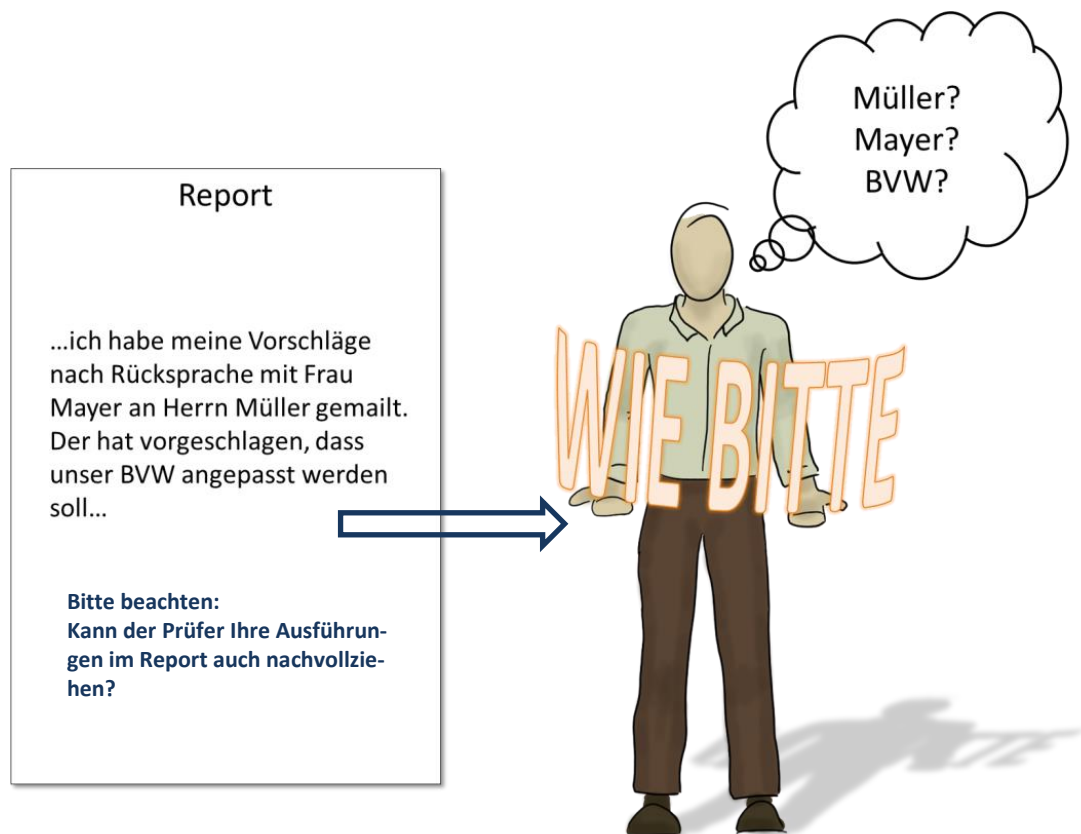 Report
...ich habe meine Vorschläge
nach Rücksprache mit Frau
Mayer an Herrn Müller gemailt.
Der hat vorgeschlagen, dass
unser BVW angepasst werden
soll...
Bitte beachten:
Kann der Prüfer Ihre Ausführun-
gen im Report auch nachvollzie-
hen?
Müller?
Mayer?
BVW?
WIE BITTE